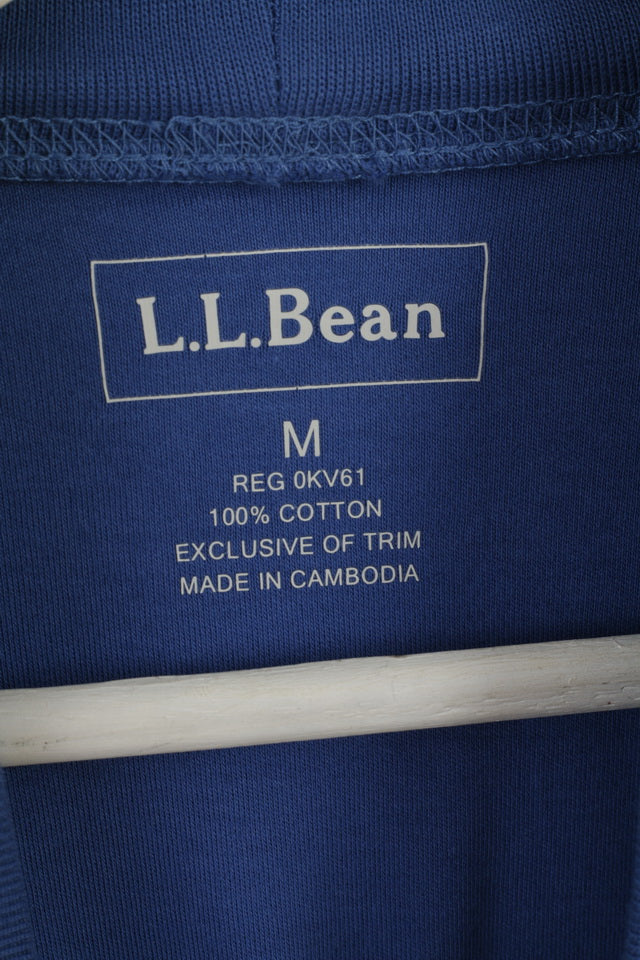 L.L.Bean
M
REG 0KV61
100% COTTON
EXCLUSIVE OF TRIM
MADE IN CAMBODIA